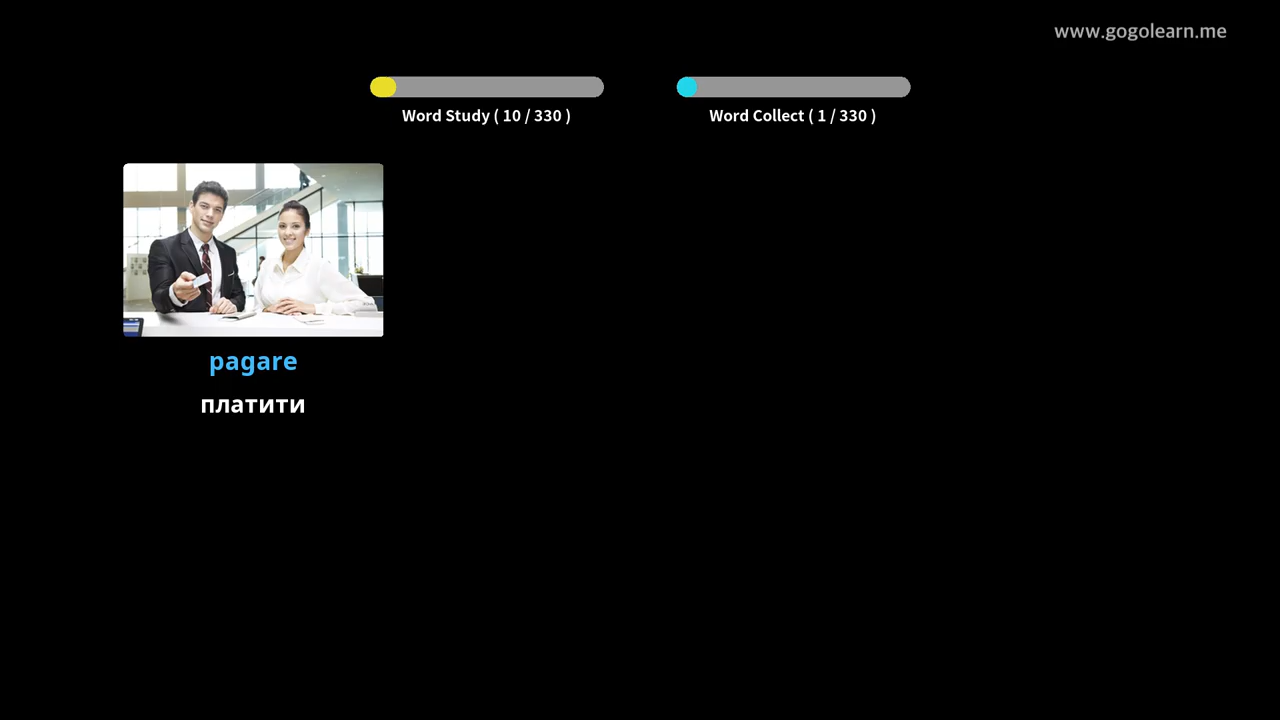 www.gogolearn.me
Word Study ( 10 / 330 )
Word Collect ( 1 / 330 )
pagare
платити